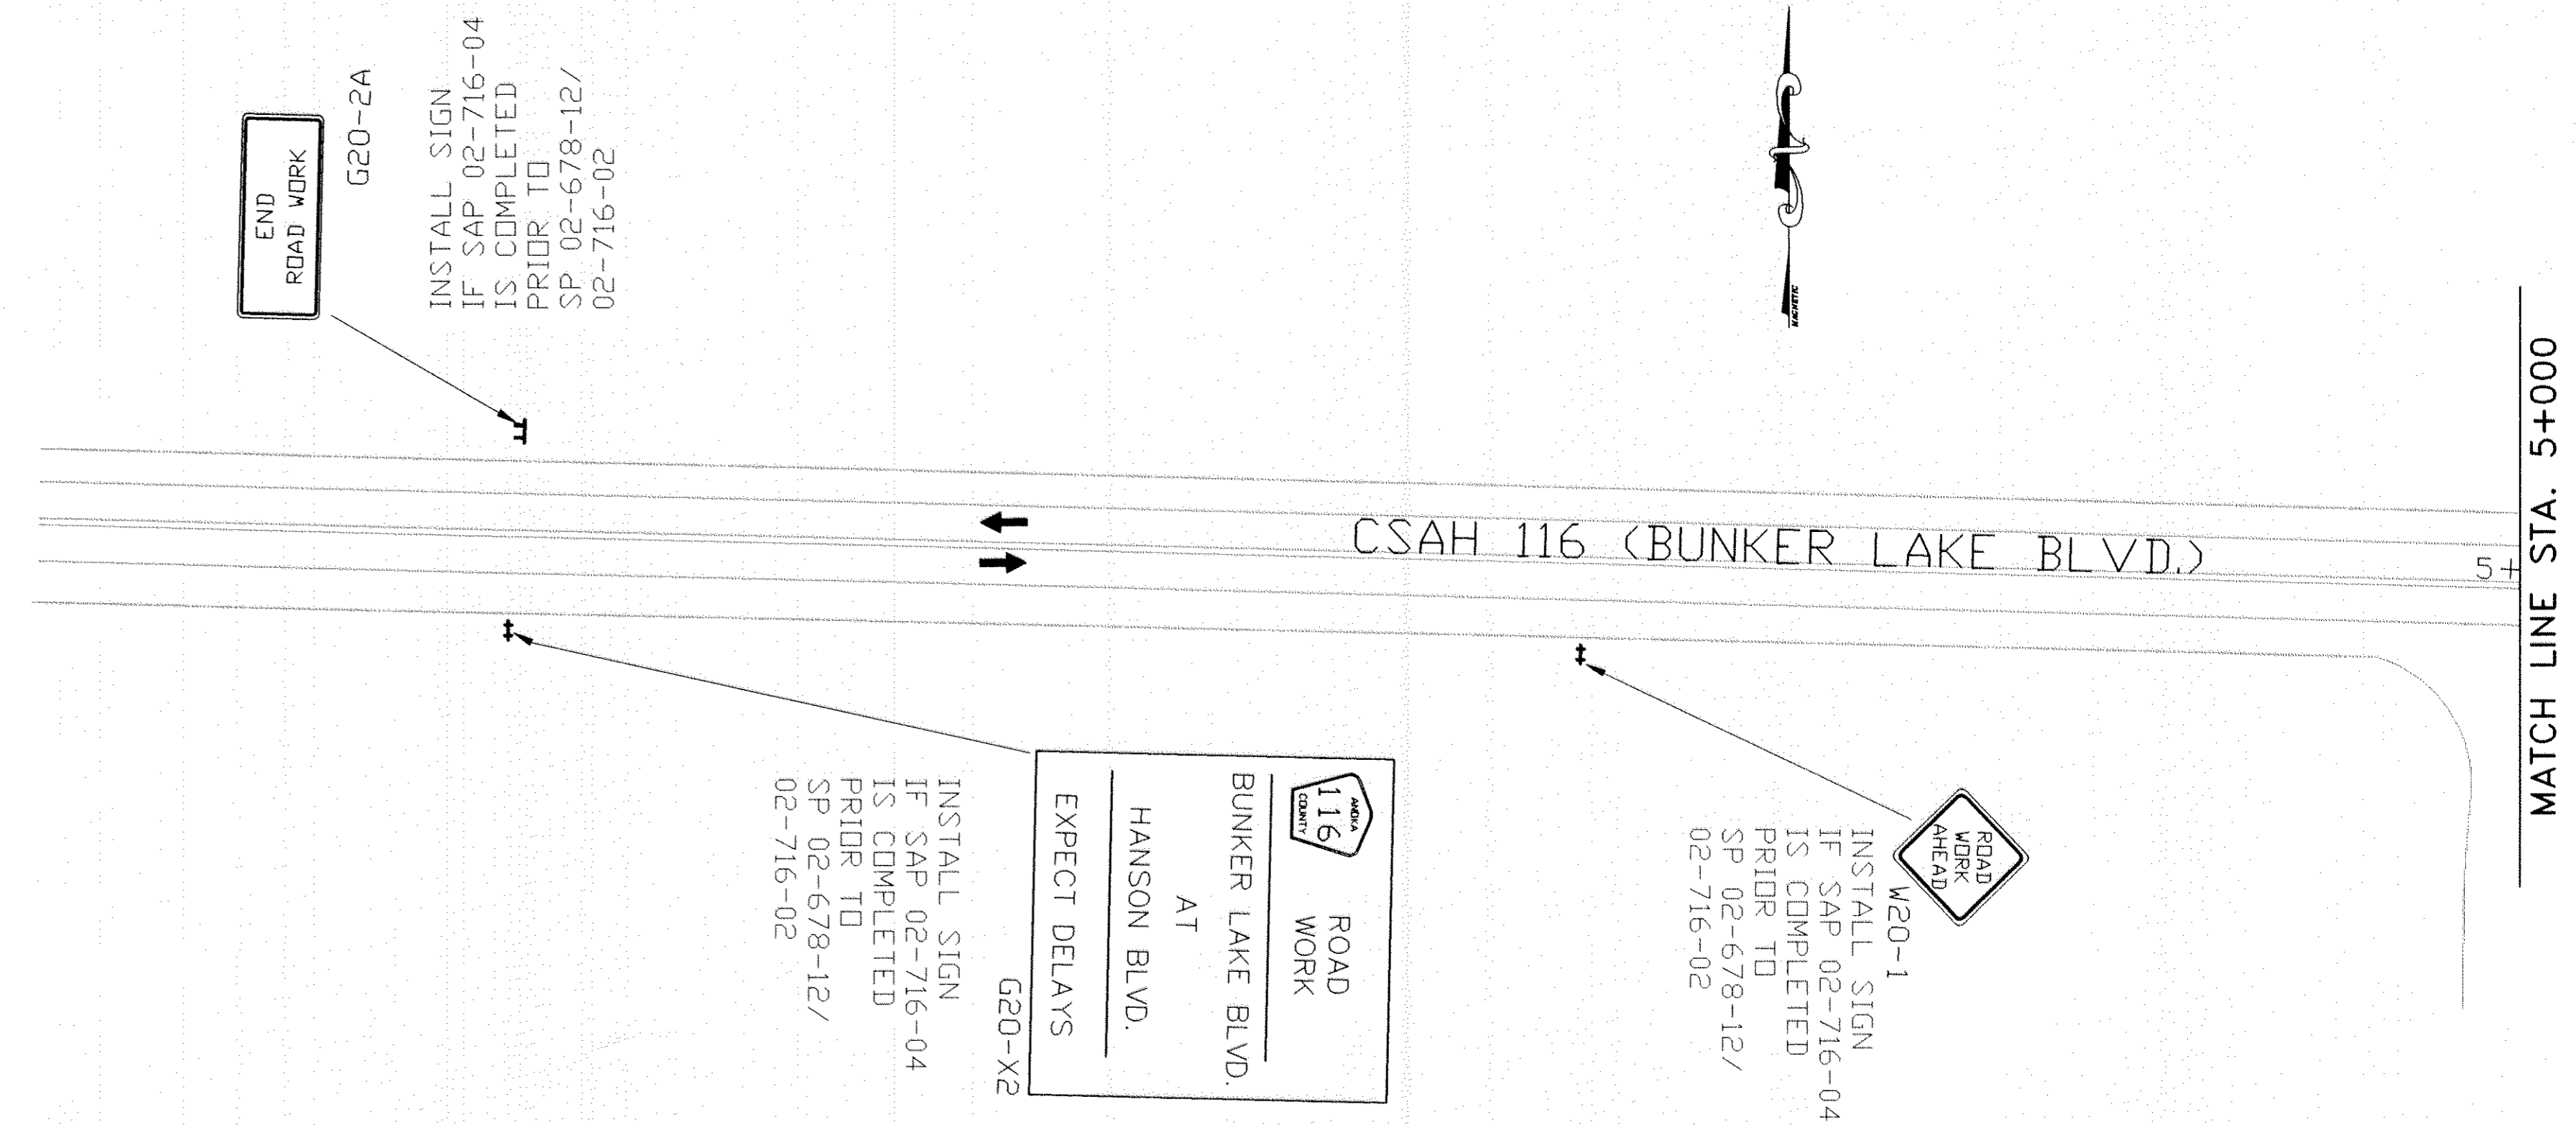 END
ROAD WORK
G20-2A
INSTALL SIGN
IF SAP 02-716-04
IS COMPLETED
PRIOR TO
SP 02-678-12/
02-716-02
MAGNETIC
CSAH 116 (BUNKER LAKE BLVD.)
5+
MATCH LINE STA. 5+000
ANOKA
116
COUNTY
ROAD
WORK
BUNKER LAKE BLVD.
AT
HANSON BLVD.
EXPECT DELAYS
G20-X2
INSTALL SIGN
IF SAP 02-716-04
IS COMPLETED
PRIOR TO
SP 02-678-12/
02-716-02
ROAD
WORK
AHEAD
W20-1
INSTALL SIGN
IF SAP 02-716-04
IS COMPLETED
PRIOR TO
SP 02-678-12/
02-716-02